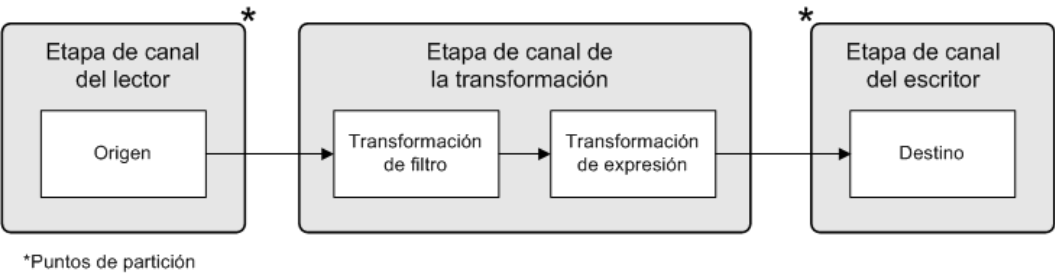 *
*
Etapa de canal
del lector
Origen
Etapa de canal de
la transformación
Transformación
de filtro
Transformación
de expresión
Etapa de canal
del escritor
Destino
*Puntos de partición